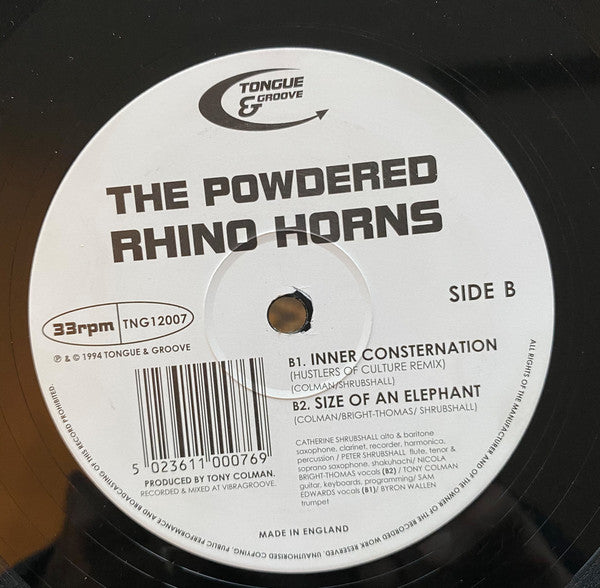 TONGUE
& GROOVE
THE POWDERED
RHINO HORNS
SIDE B
33rpm TNG12007
℗ & © 1994 TONGUE & GROOVE
B1. INNER CONSTERNATION
(HUSTLERS OF CULTURE REMIX)
(COLMAN/SHRUBSHALL)
B2. SIZE OF AN ELEPHANT
(COLMAN/BRIGHT-THOMAS/ SHRUBSHALL)
CATHERINE SHRUBSHALL alto & baritone
saxophone, clarinet, recorder, harmonica,
percussion / PETER SHRUBSHALL flute, tenor &
soprano saxophone, shakuhachi/ NICOLA
BRIGHT-THOMAS vocals (B2) / TONY COLMAN
guitar, keyboards, programming/ SAM
EDWARDS vocals (B1)/ BYRON WALLEN
trumpet
5 023611 000769
PRODUCED BY TONY COLMAN.
RECORDED & MIXED AT VIBRAGROOVE.
MADE IN ENGLAND
ALL RIGHTS OF THE MANUFACTURER AND OF THE OWNER OF THE RECORDED WORK RESERVED. UNAUTHORISED COPYING, PUBLIC PERFORMANCE AND BROADCASTING OF THIS RECORD PROHIBITED.